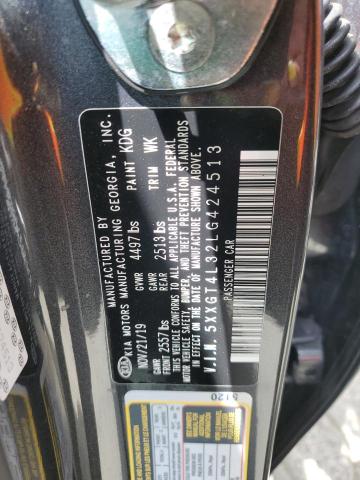 KIA MOTORS MANUFACTURING GEORGIA, INC.
NOV/21/19 GVWR 4497lbs PAINT KDG
GAWR FRONT 2557lbs GAWR REAR 2513lbs TRIM WK
THIS VEHICLE CONFORMS TO ALL APPLICABLE U.S.A. FEDERAL
MOTOR VEHICLE SAFETY, BUMPER, AND THEFT PREVENTION STANDARDS
IN EFFECT ON THE DATE OF MANUFACTURE SHOWN ABOVE.
V.I.N. 5XXGT4L32LG424513
PASSENGER CAR
5120